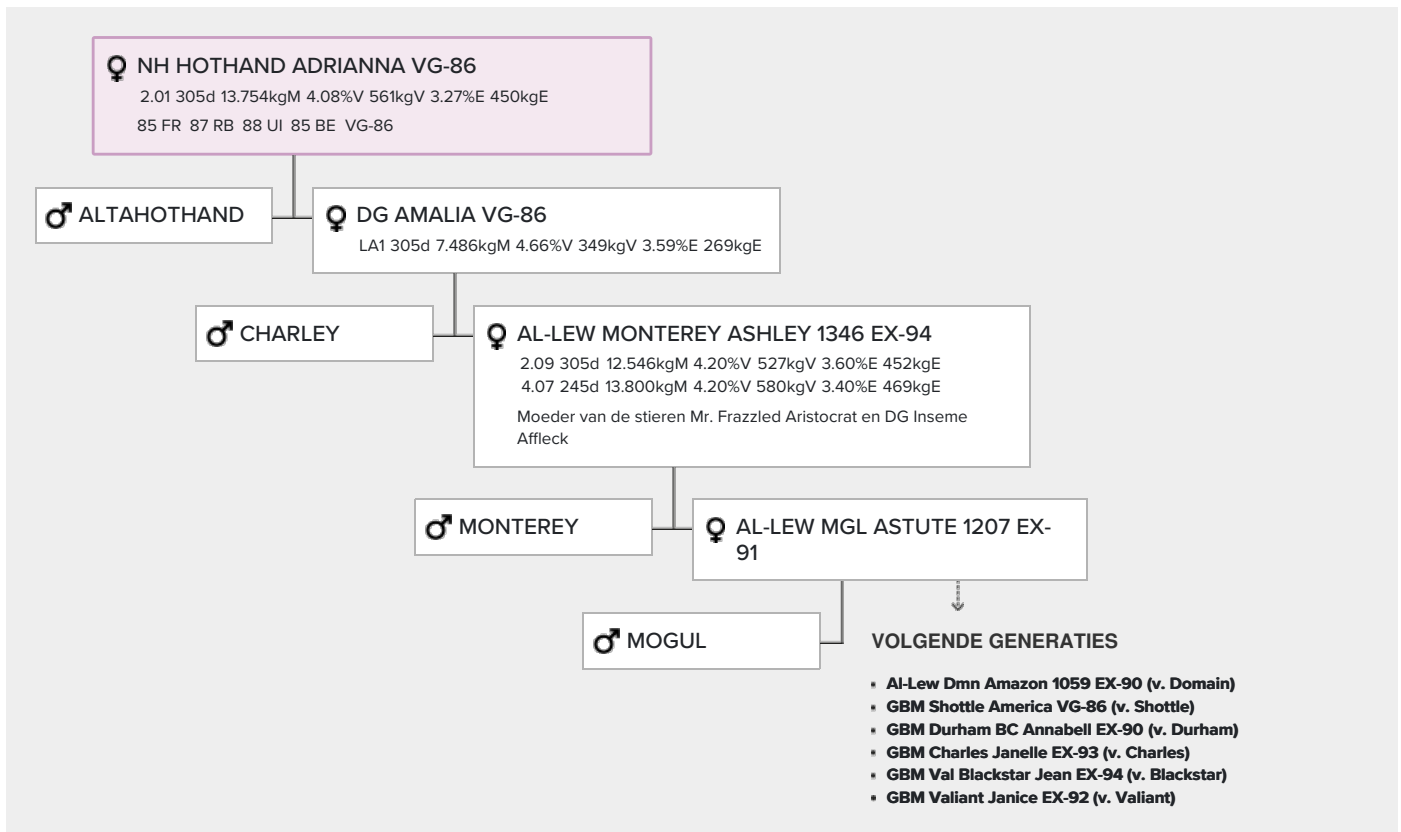 NH HOTHAND ADRIANNA VG-86
2.01 305d 13.754kgM 4.08%V 561kgV 3.27%E 450kgE
85 FR 87 RB 88 UI 85 BE VG-86
ALTAHOTHAND
DG AMALIA VG-86
LA1 305d 7.486kgM 4.66%V 349kgV 3.59%E 269kgE
CHARLEY
AL-LEW MONTEREY ASHLEY 1346 EX-94
2.09 305d 12.546kgM 4.20%V 527kgV 3.60%E 452kgE
4.07 245d 13.800kgM 4.20%V 580kgV 3.40%E 469kgE
Moeder van de stieren Mr. Frazzled Aristocrat en DG Inseme
Affleck
MONTEREY
AL-LEW MGL ASTUTE 1207 EX-
91
MOGUL
VOLGENDE GENERATIES
Al-Lew Dmn Amazon 1059 EX-90 (v. Domain)
GBM Shottle America VG-86 (v. Shottle)
GBM Durham BC Annabell EX-90 (v. Durham)
GBM Charles Janelle EX-93 (v. Charles)
GBM Val Blackstar Jean EX-94 (v. Blackstar)
GBM Valiant Janice EX-92 (v. Valiant)